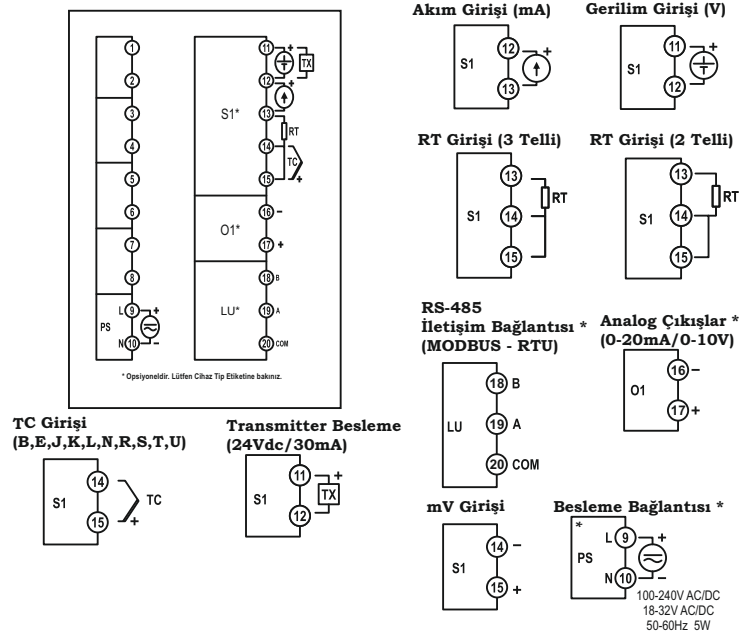 1
2
3
4
5
6
7
8
L 9 +
PS
N 10 -
11 +
TX
12 +
S1*
13
RT
14
TC
15 +
16 -
O1*
17 +
18 B
LU*
19 A
20 COM
* Opsiyoneldir. Lütfen Cihaz Tip Etiketine bakınız.
Akım Girişi (mA)
S1
12 +
13
Gerilim Girişi (V)
S1
11 +
12
RT Girişi (3 Telli)
13
RT
S1
14
15
RT Girişi (2 Telli)
13
RT
S1
14
15
RS-485
İletişim Bağlantısı *
(MODBUS - RTU)
18 B
LU
19 A
20 COM
Analog Çıkışlar *
(0-20mA/0-10V)
16 -
O1
17 +
TC Girişi
(B,E,J,K,L,N,R,S,T,U)
14
S1
TC
15 +
Transmitter Besleme
(24Vdc/30mA)
11 +
S1
TX
12 -
mV Girişi
14 -
S1
15 +
Besleme Bağlantısı *
*
L 9 +
PS
N 10 -
100-240V AC/DC
18-32V AC/DC
50-60Hz 5W